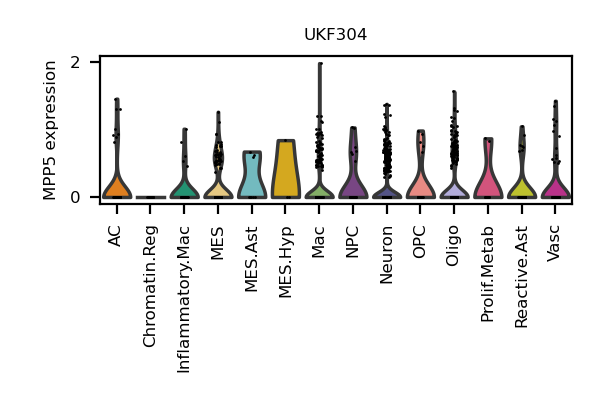 UKF304
MPP5 expression
2
0
AC
Chromatin.Reg
Inflammatory.Mac
MES
MES.Ast
MES.Hyp
Mac
NPC
Neuron
OPC
Oligo
Prolif.Metab
Reactive.Ast
Vasc